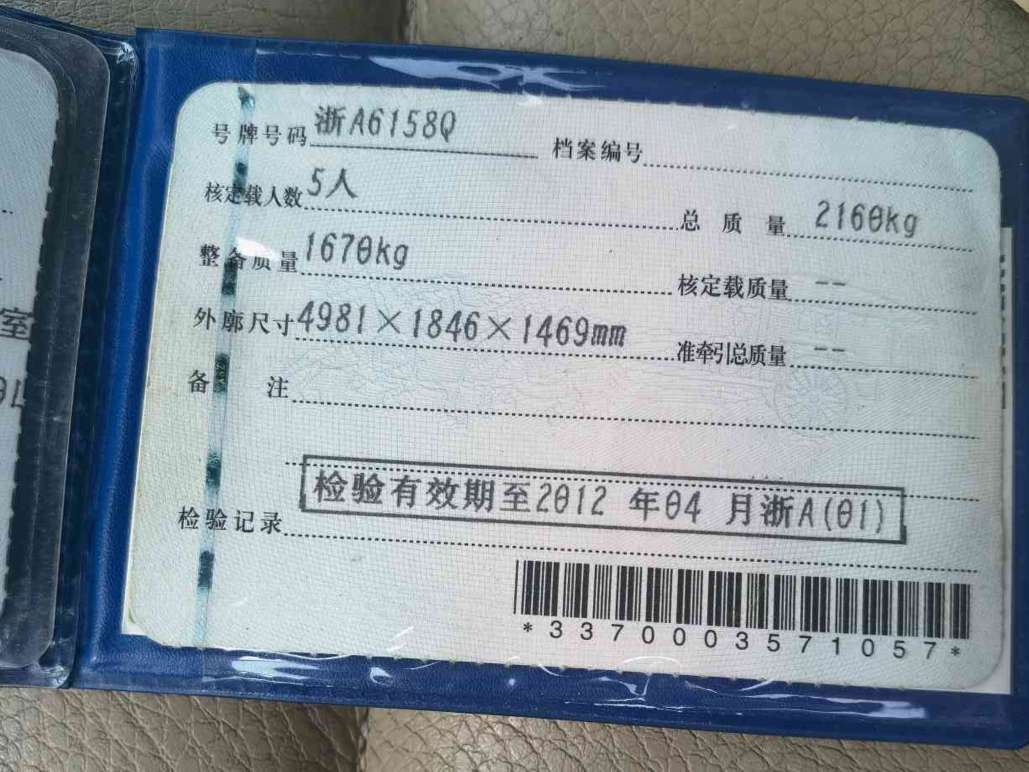 号牌号码 浙A6158Q 档案编号
核定载人数 5人 总质量 2160kg
整备质量 1670kg 核定载质量 --
外廓尺寸 4981×1846×1469mm 准牵引总质量 --
备注
检验记录 检验有效期至2012 年04 月浙A(01)
*3370003571057*
室